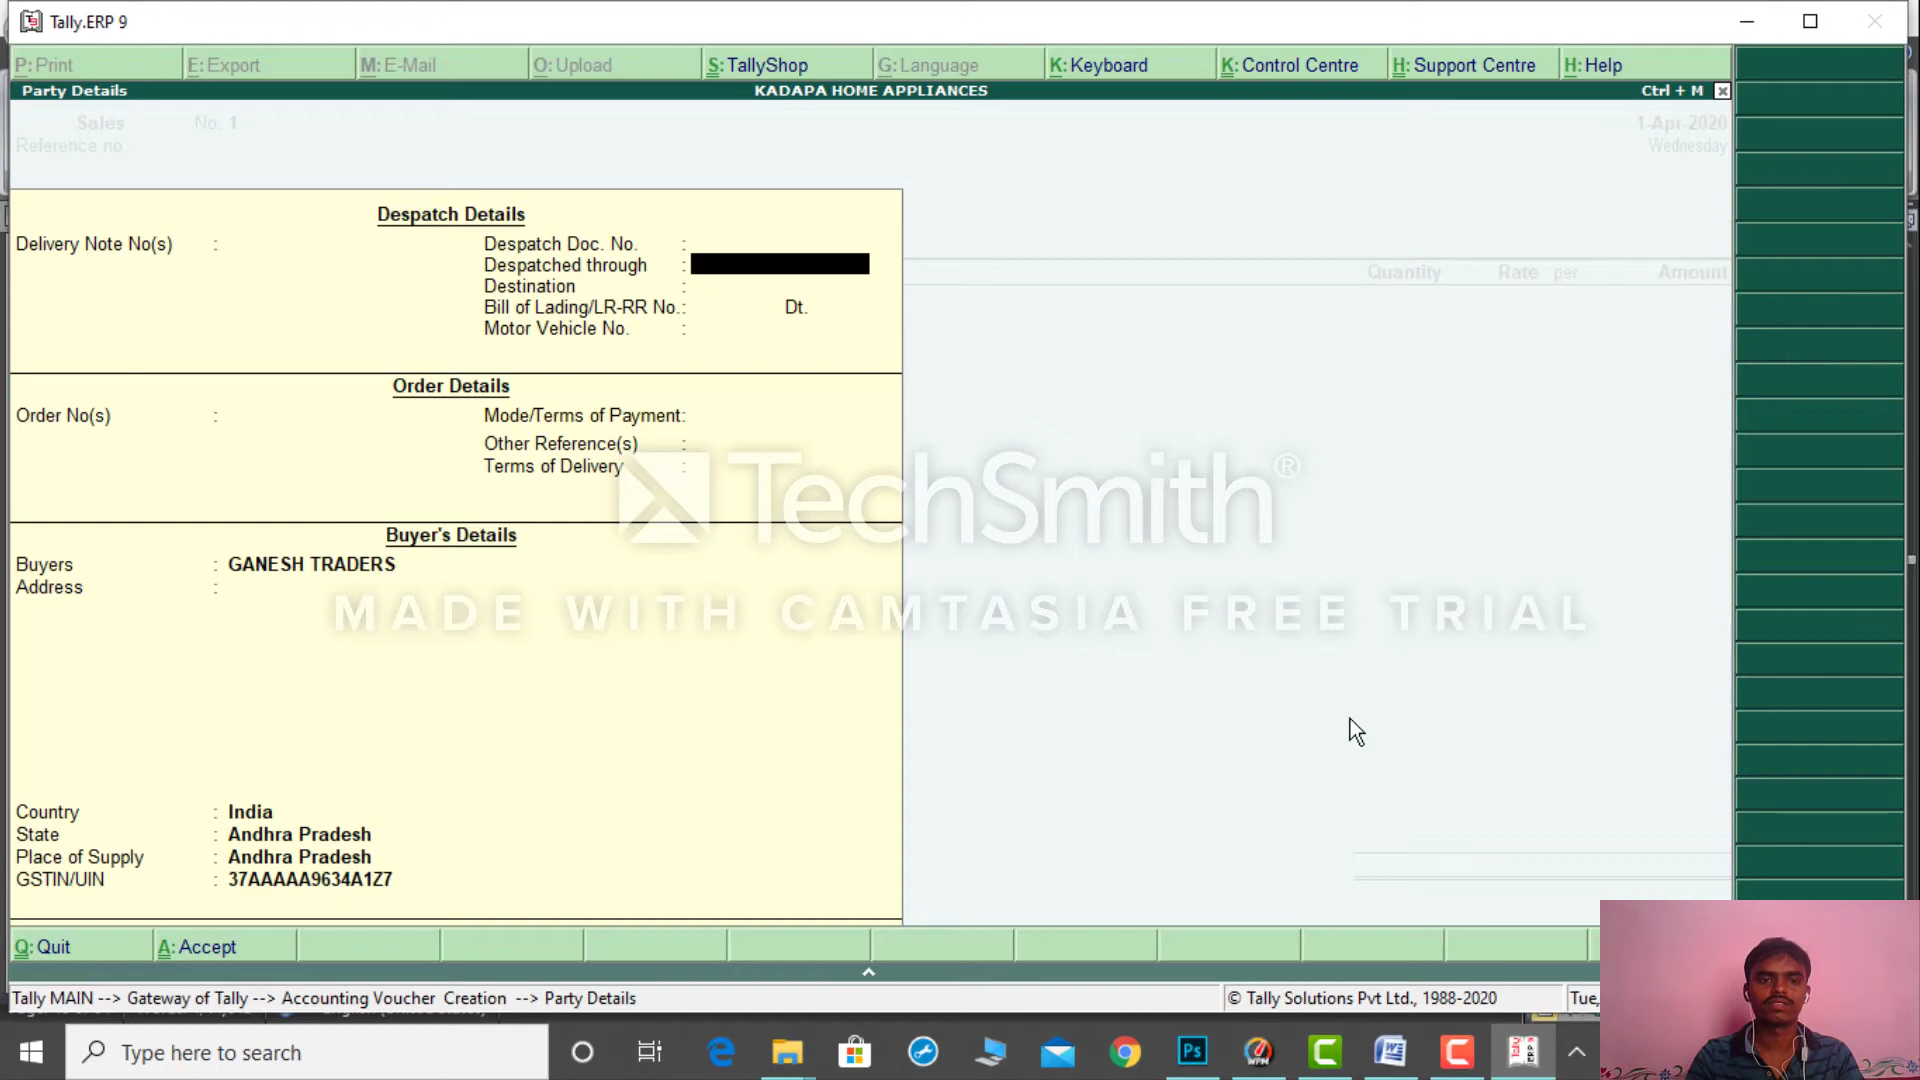 Tally.ERP 9
P: Print E: Export M: E-Mail O: Upload S: TallyShop G: Language K: Keyboard K: Control Centre H: Support Centre H: Help
Party Details KADAPA HOME APPLIANCES Ctrl + M
Sales No. 1 1-Apr-2020
Reference no Wednesday
Despatch Details
Delivery Note No(s) : Despatch Doc. No. :
Despatched through :
Destination :
Quantity Rate per Amount
Bill of Lading/LR-RR No. : Dt.
Motor Vehicle No. :
Order Details
Order No(s) : Mode/Terms of Payment:
Other Reference(s) :
Terms of Delivery :
TechSmith®
MADE WITH CAMTASIA FREE TRIAL
Buyer's Details
Buyers : GANESH TRADERS
Address :
Country : India
State : Andhra Pradesh
Place of Supply : Andhra Pradesh
GSTIN/UIN : 37AAAAA9634A1Z7
Q: Quit A: Accept
Tally MAIN --> Gateway of Tally --> Accounting Voucher Creation --> Party Details © Tally Solutions Pvt Ltd., 1988-2020 Tue,
Type here to search